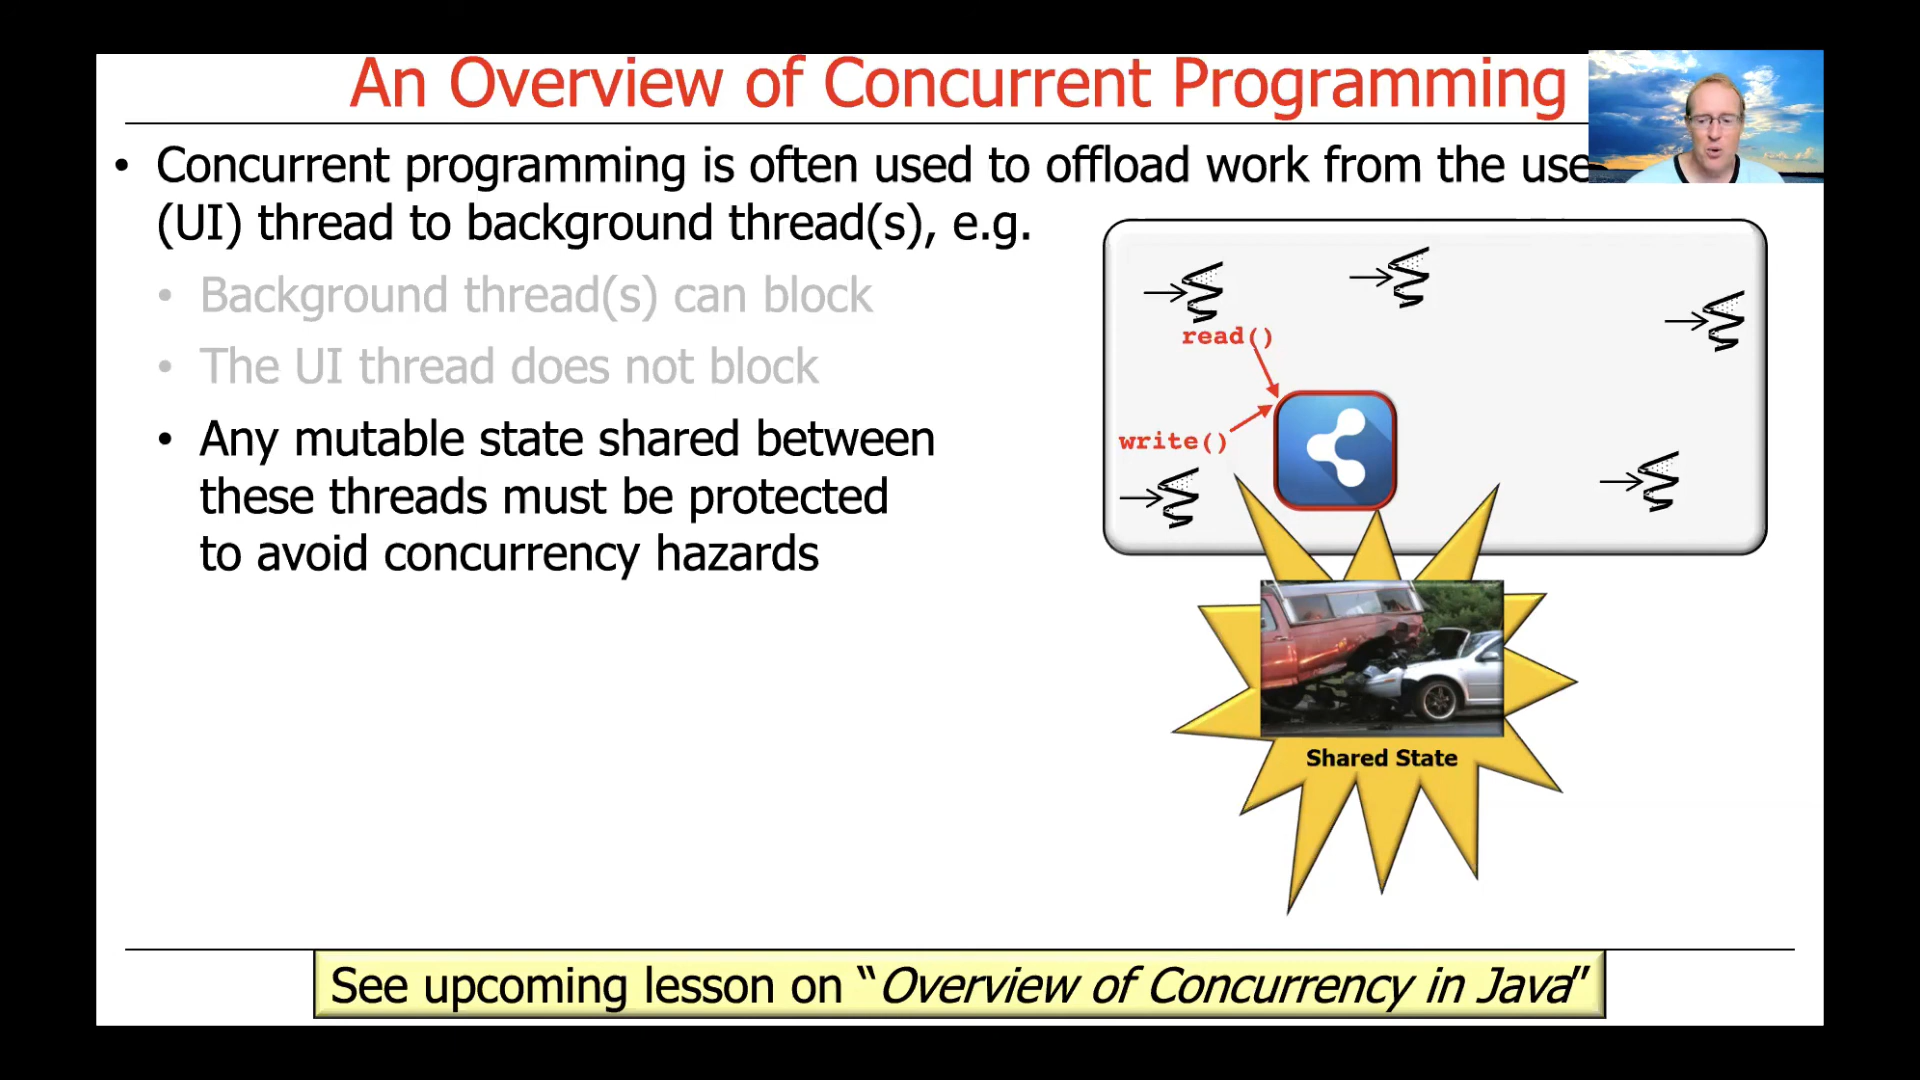 An Overview of Concurrent Programming
• Concurrent programming is often used to offload work from the use
(UI) thread to background thread(s), e.g.
• Background thread(s) can block
• The UI thread does not block
• Any mutable state shared between
these threads must be protected
to avoid concurrency hazards
read()
write()
Shared State
See upcoming lesson on “Overview of Concurrency in Java”